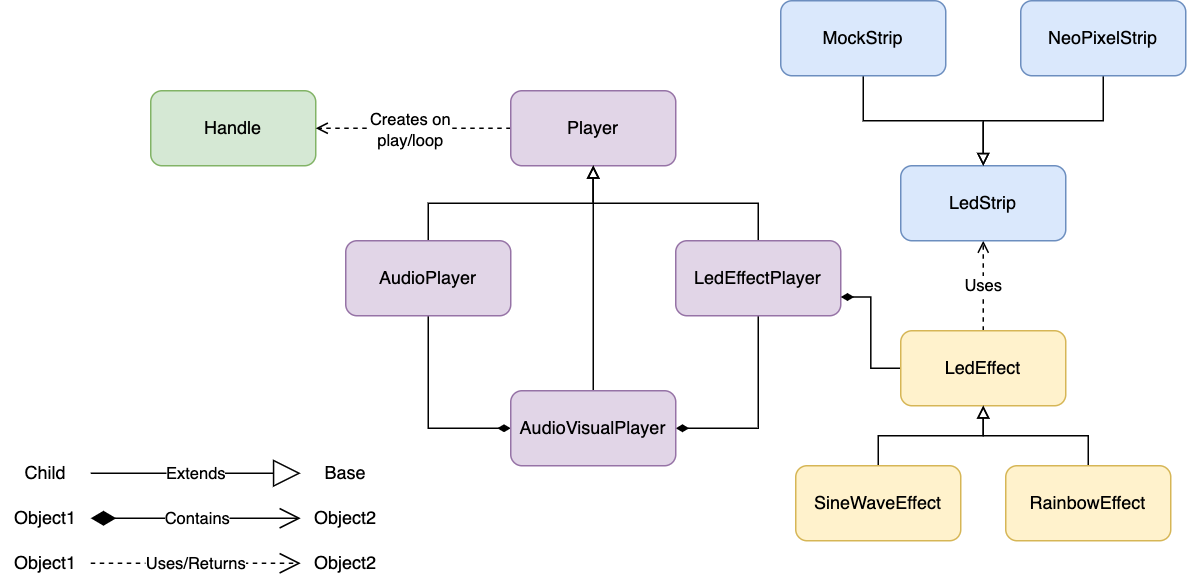 MockStrip
NeoPixelStrip
Handle
Creates on
play/loop
Player
LedStrip
AudioPlayer
LedEffectPlayer
Uses
LedEffect
AudioVisualPlayer
Child
Extends
Base
SineWaveEffect
RainbowEffect
Object1
Contains
Object2
Object1
Uses/Returns
Object2